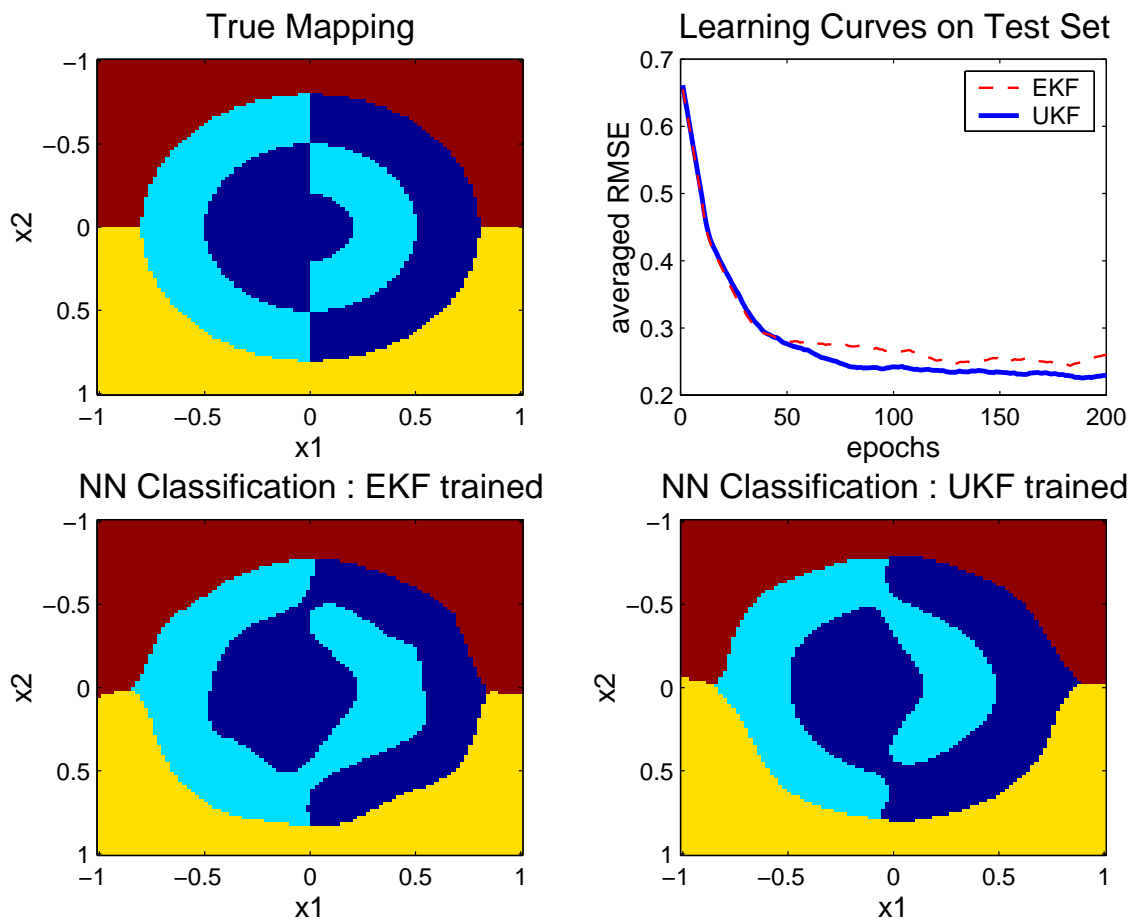 True Mapping
−1
−0.5
0
0.5
1
x2
−1 −0.5 0 0.5 1
x1
Learning Curves on Test Set
0.7
0.6
0.5
0.4
0.3
0.2
averaged RMSE
EKF
UKF
0 50 100 150 200
epochs
NN Classification : EKF trained
−1
−0.5
0
0.5
1
x2
−1 −0.5 0 0.5 1
x1
NN Classification : UKF trained
−1
−0.5
0
0.5
1
x2
−1 −0.5 0 0.5 1
x1